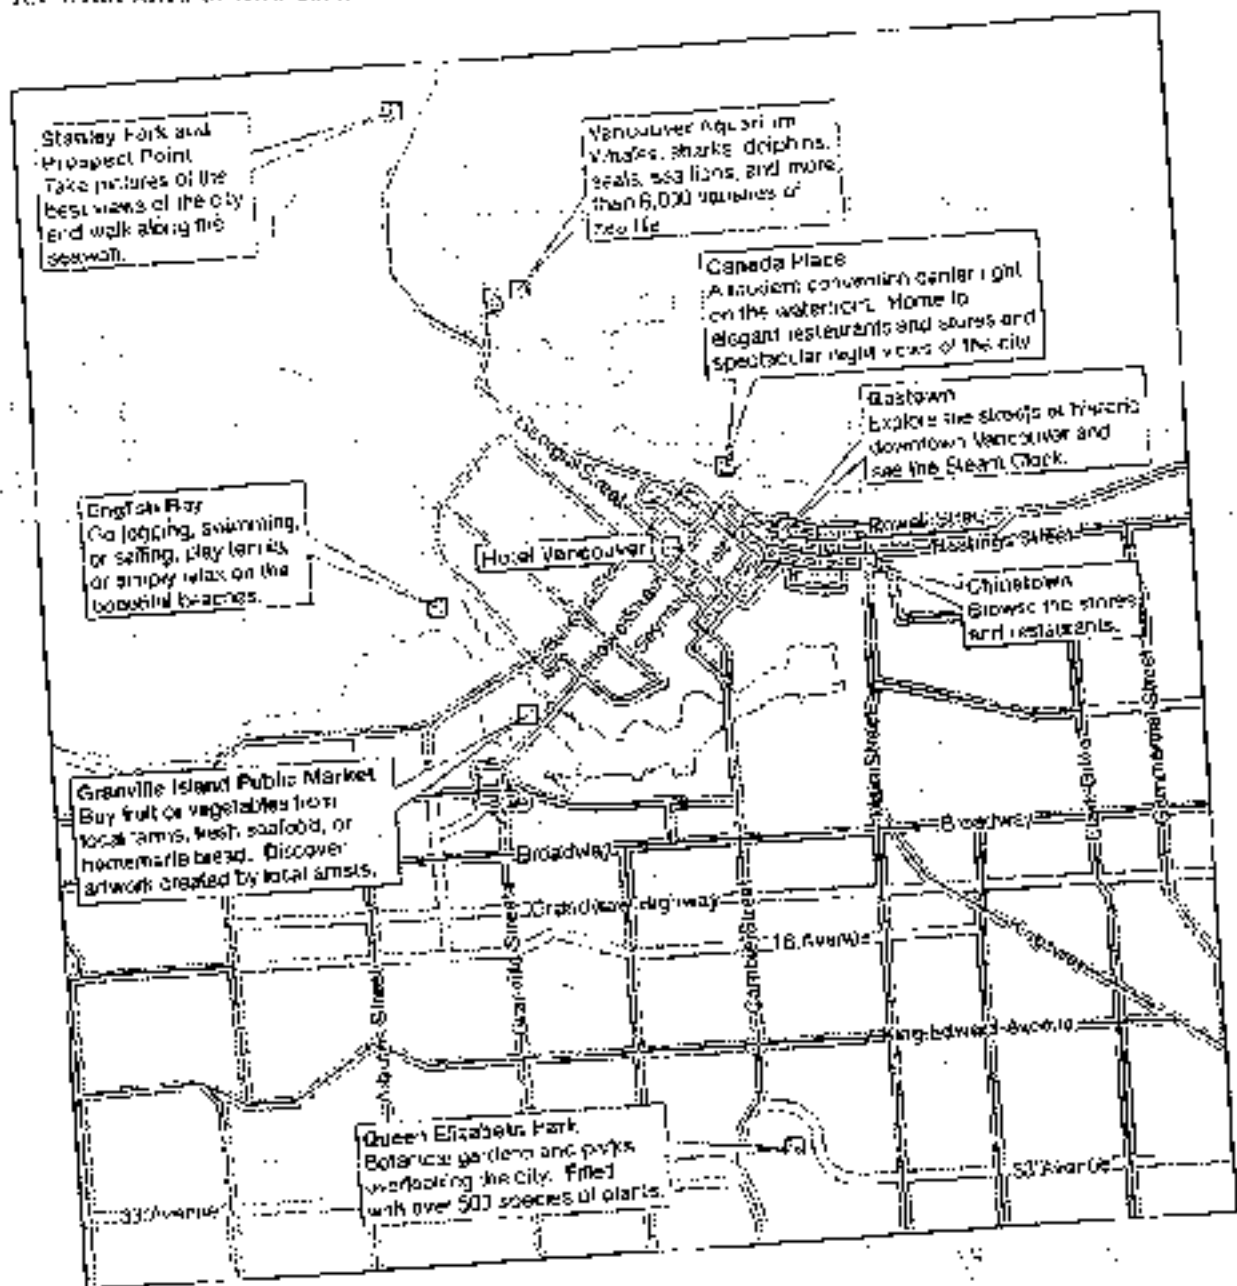 Stanley Park and
Prospect Point
Take pictures of the
best views of the city
and walk along the
seawall.
Vancouver Aquarium
Whales, sharks, dolphins,
seals, sea lions, and more
than 6,000 squares of
sea life
Canada Place
A modern convention center right
on the waterfront. Home to
elegant restaurants and stores and
spectacular night views of the city
Gastown
Explore the streets of historic
downtown Vancouver and
see the Steam Clock.
English Bay
Go jogging, swimming,
or sailing, play tennis,
or simply relax on the
beautiful beaches.
Hotel Vancouver
Georgia Street
Powell Street
Hastings Street
Chinatown
Browse the stores
and restaurants.
Granville Island Public Market
Buy fruit or vegetables from
local farms, fresh seafood, or
homemade bread. Discover
artwork created by local artists.
Main Street
Clark Drive
Commercial Street
Broadway
Broadway
Grandview Highway
16 Avenue
Arbutus Street
Granville Street
Cambie Street
King Edward Avenue
Queen Elizabeth Park
Botanical gardens and parks
overlooking the city. Filled
with over 500 species of plants.
33 Avenue
33 Avenue